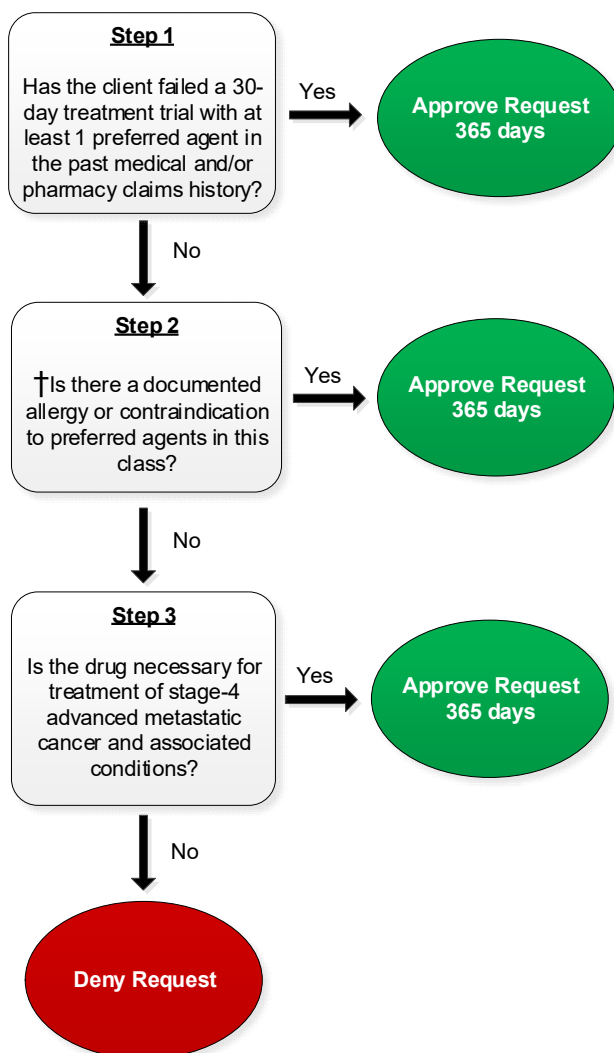 Step 1
Has the client failed a 30-
day treatment trial with at
least 1 preferred agent in
the past medical and/or
pharmacy claims history?
Yes
Approve Request
365 days
No
Step 2
†Is there a documented
allergy or contraindication
to preferred agents in this
class?
Yes
Approve Request
365 days
No
Step 3
Is the drug necessary for
treatment of stage-4
advanced metastatic
cancer and associated
conditions?
Yes
Approve Request
365 days
No
Deny Request